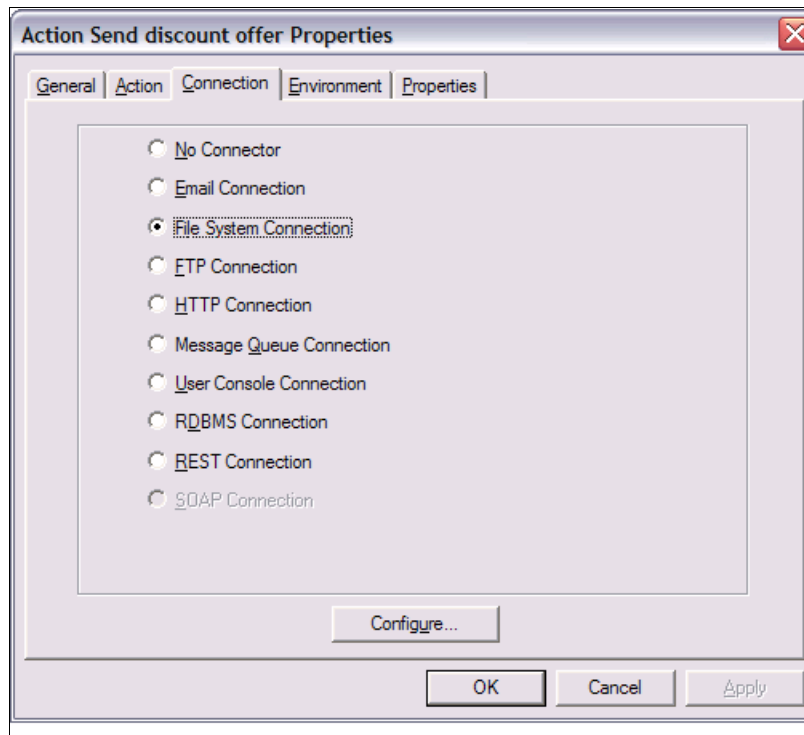 Action Send discount offer Properties
General Action Connection Environment Properties
No Connector
Email Connection
File System Connection
FTP Connection
HTTP Connection
Message Queue Connection
User Console Connection
RDBMS Connection
REST Connection
SOAP Connection
Configure...
OK Cancel Apply